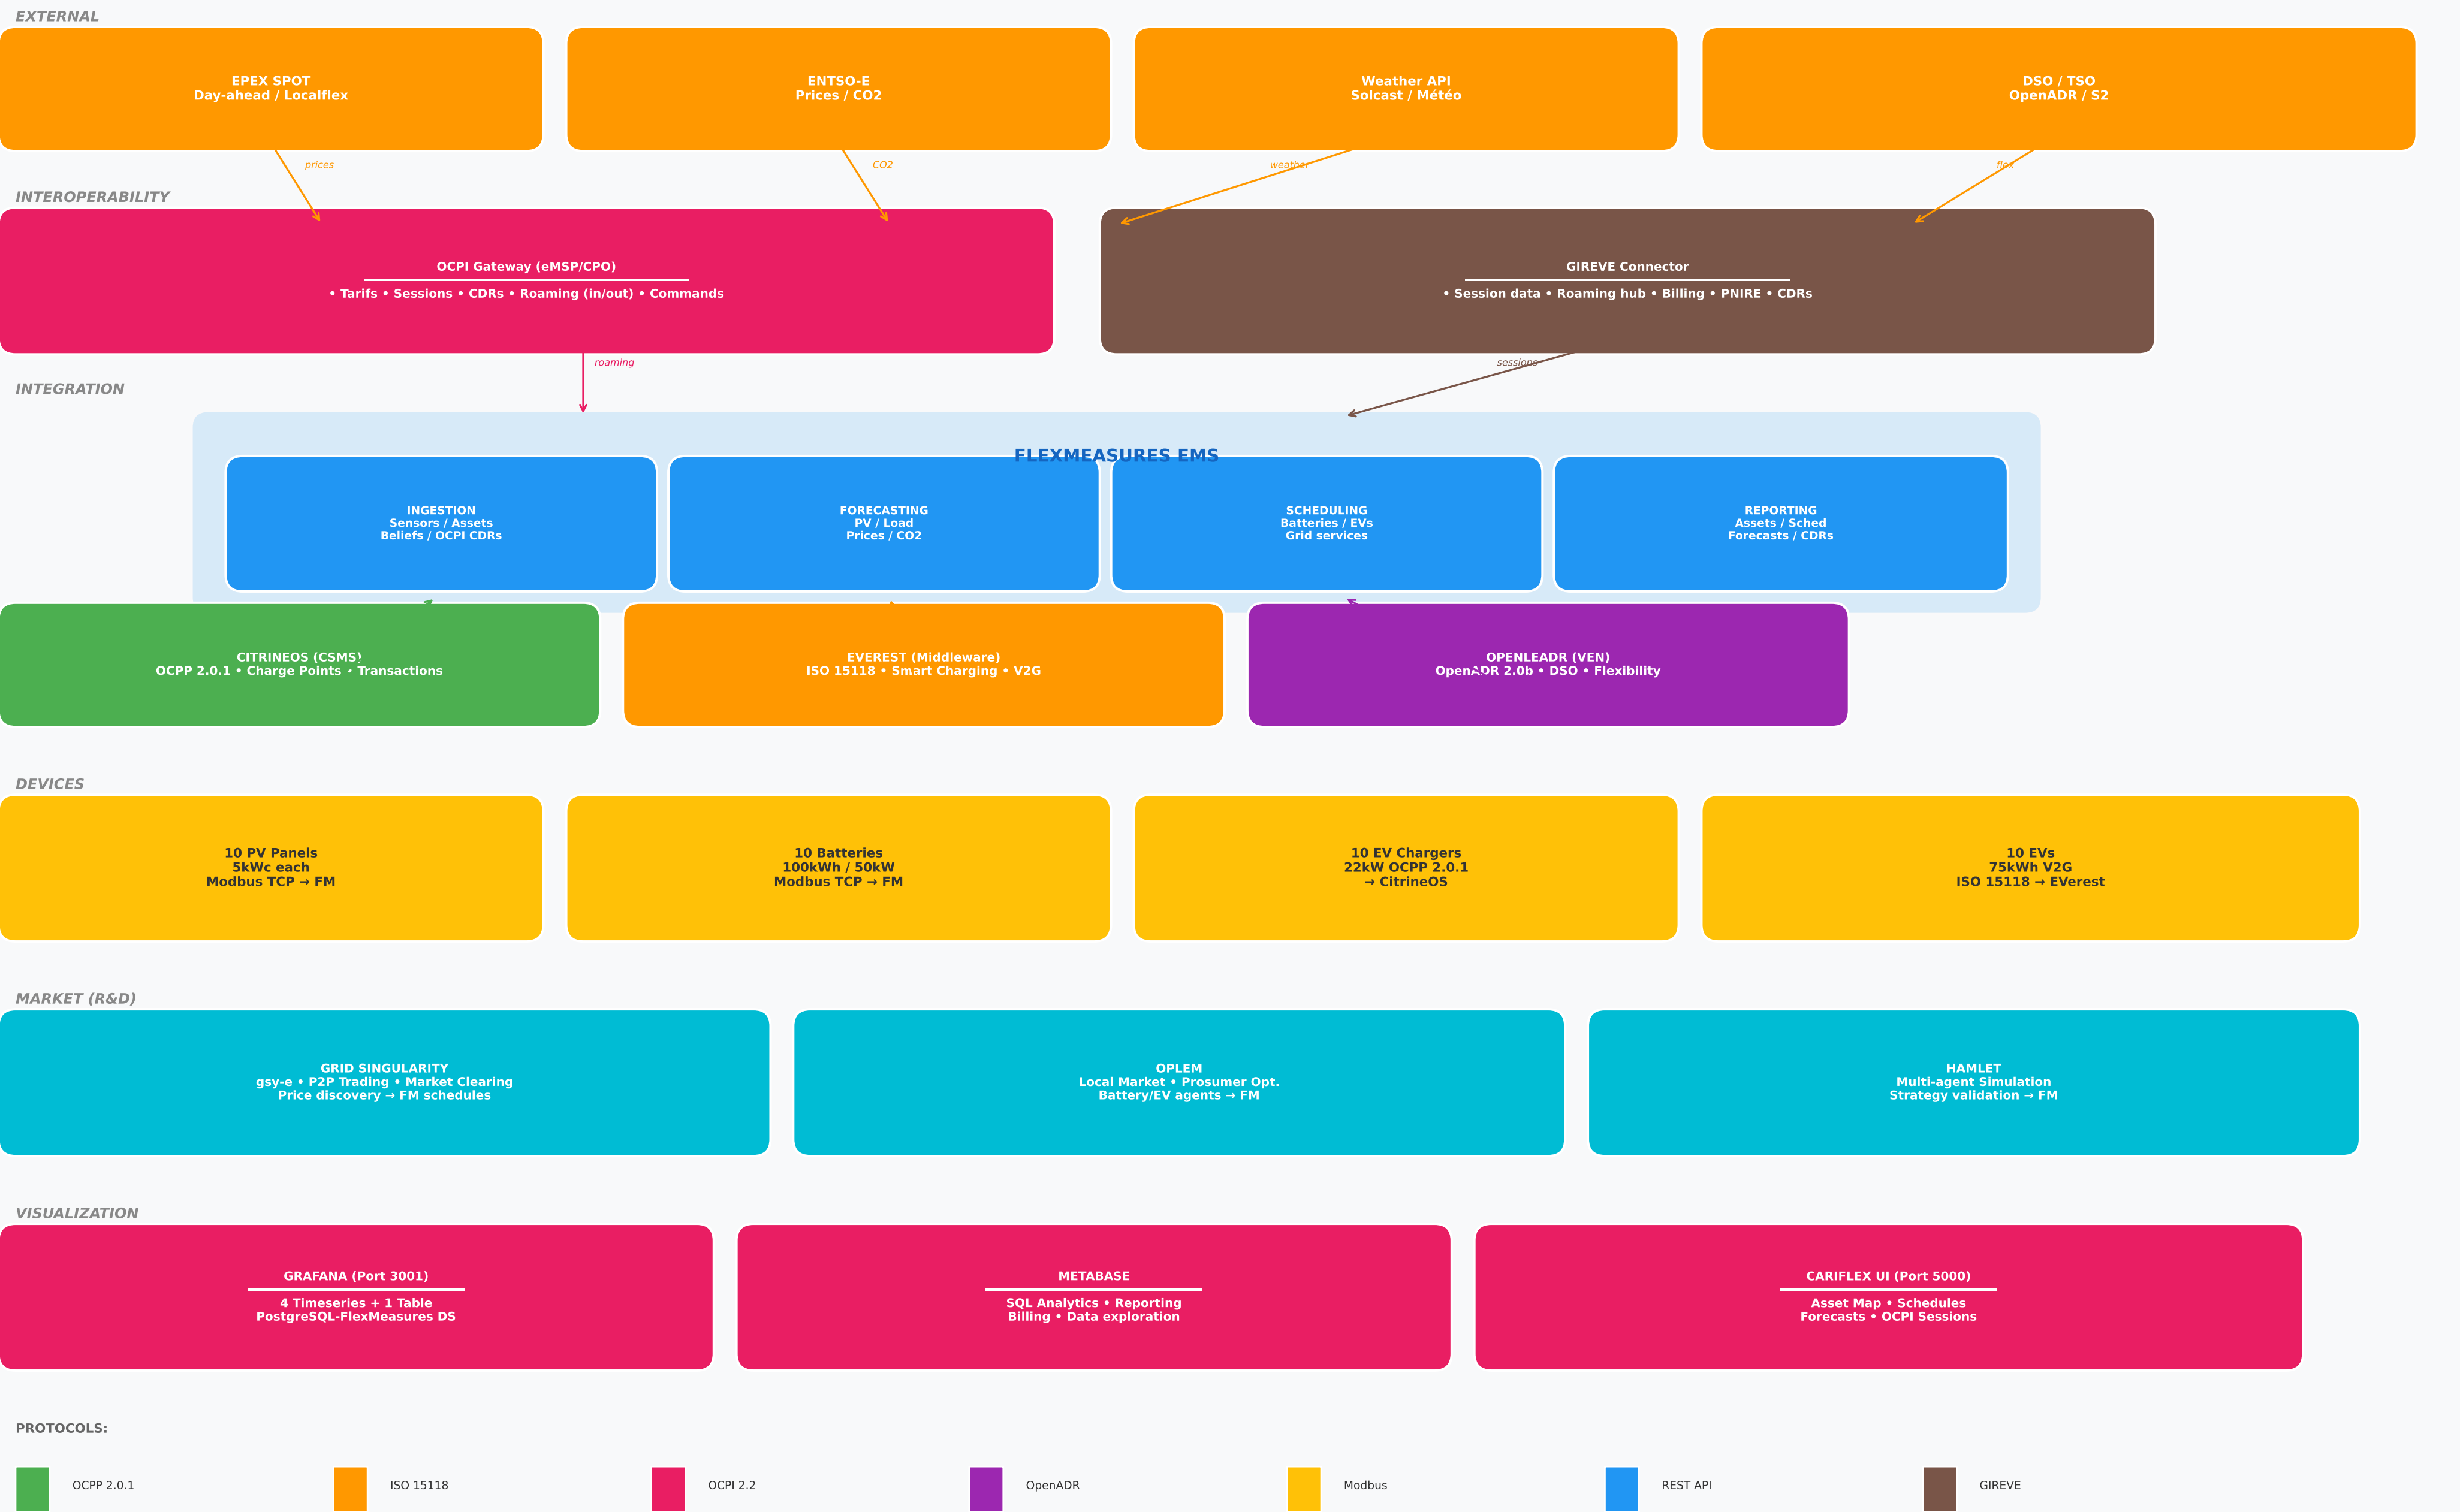 EXTERNAL
EPEX SPOT
Day-ahead / Localflex
ENTSO-E
Prices / CO2
Weather API
Solcast / Météo
DSO / TSO
OpenADR / S2
prices
CO2
weather
flex
INTEROPERABILITY
OCPI Gateway (eMSP/CPO)
• Tarifs • Sessions • CDRs • Roaming (in/out) • Commands
GIREVE Connector
• Session data • Roaming hub • Billing • PNIRE • CDRs
roaming
sessions
INTEGRATION
FLEXMEASURES EMS
INGESTION
Sensors / Assets
Beliefs / OCPI CDRs
FORECASTING
PV / Load
Prices / CO2
SCHEDULING
Batteries / EVs
Grid services
REPORTING
Assets / Sched
Forecasts / CDRs
CITRINEOS (CSMS)
OCPP 2.0.1 • Charge Points • Transactions
EVEREST (Middleware)
ISO 15118 • Smart Charging • V2G
OPENLEADR (VEN)
OpenADR 2.0b • DSO • Flexibility
DEVICES
10 PV Panels
5kWc each
Modbus TCP → FM
10 Batteries
100kWh / 50kW
Modbus TCP → FM
10 EV Chargers
22kW OCPP 2.0.1
→ CitrineOS
10 EVs
75kWh V2G
ISO 15118 → EVerest
MARKET (R&D)
GRID SINGULARITY
gsy-e • P2P Trading • Market Clearing
Price discovery → FM schedules
OPLEM
Local Market • Prosumer Opt.
Battery/EV agents → FM
HAMLET
Multi-agent Simulation
Strategy validation → FM
VISUALIZATION
GRAFANA (Port 3001)
4 Timeseries + 1 Table
PostgreSQL-FlexMeasures DS
METABASE
SQL Analytics • Reporting
Billing • Data exploration
CARIFLEX UI (Port 5000)
Asset Map • Schedules
Forecasts • OCPI Sessions
PROTOCOLS:
OCPP 2.0.1
ISO 15118
OCPI 2.2
OpenADR
Modbus
REST API
GIREVE